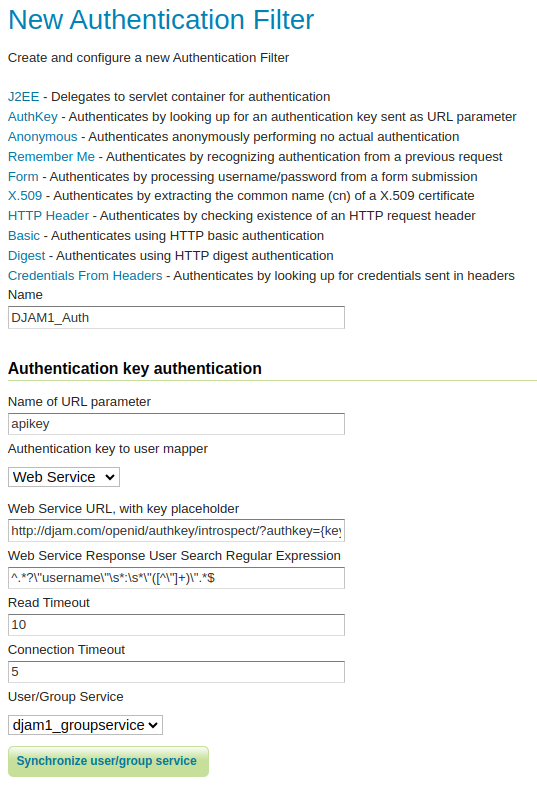 New Authentication Filter
Create and configure a new Authentication Filter
J2EE - Delegates to servlet container for authentication
AuthKey - Authenticates by looking up for an authentication key sent as URL parameter
Anonymous - Authenticates anonymously performing no actual authentication
Remember Me - Authenticates by recognizing authentication from a previous request
Form - Authenticates by processing username/password from a form submission
X.509 - Authenticates by extracting the common name (cn) of a X.509 certificate
HTTP Header - Authenticates by checking existence of an HTTP request header
Basic - Authenticates using HTTP basic authentication
Digest - Authenticates using HTTP digest authentication
Credentials From Headers - Authenticates by looking up for credentials sent in headers
Name
DJAM1_Auth
Authentication key authentication
Name of URL parameter
apikey
Authentication key to user mapper
Web Service
Web Service URL, with key placeholder
http://djam.com/openid/authkey/introspect/?authkey={key
Web Service Response User Search Regular Expression
^.*?\"username\"\s*:\s*\"([^\"]+)\".*$
Read Timeout
10
Connection Timeout
5
User/Group Service
djam1_groupservice
Synchronize user/group service